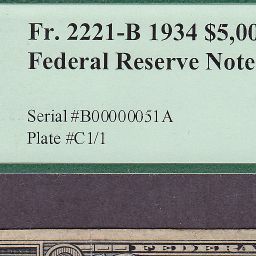 Fr. 2221-B 1934 $5,00
Federal Reserve Note
Serial #B00000051A
Plate #C1/1